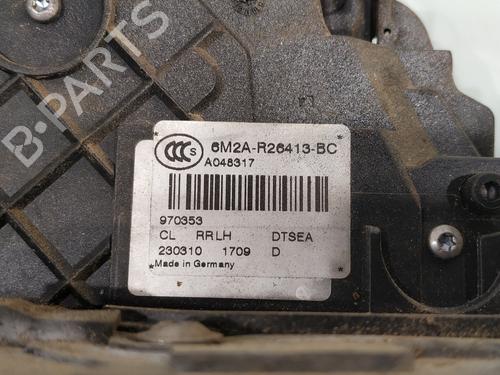 CCC S
6M2A-R26413-BC
A048317
970353
CL RRLH DTSEA
230310 1709 D
Made in Germany
B-PARTS